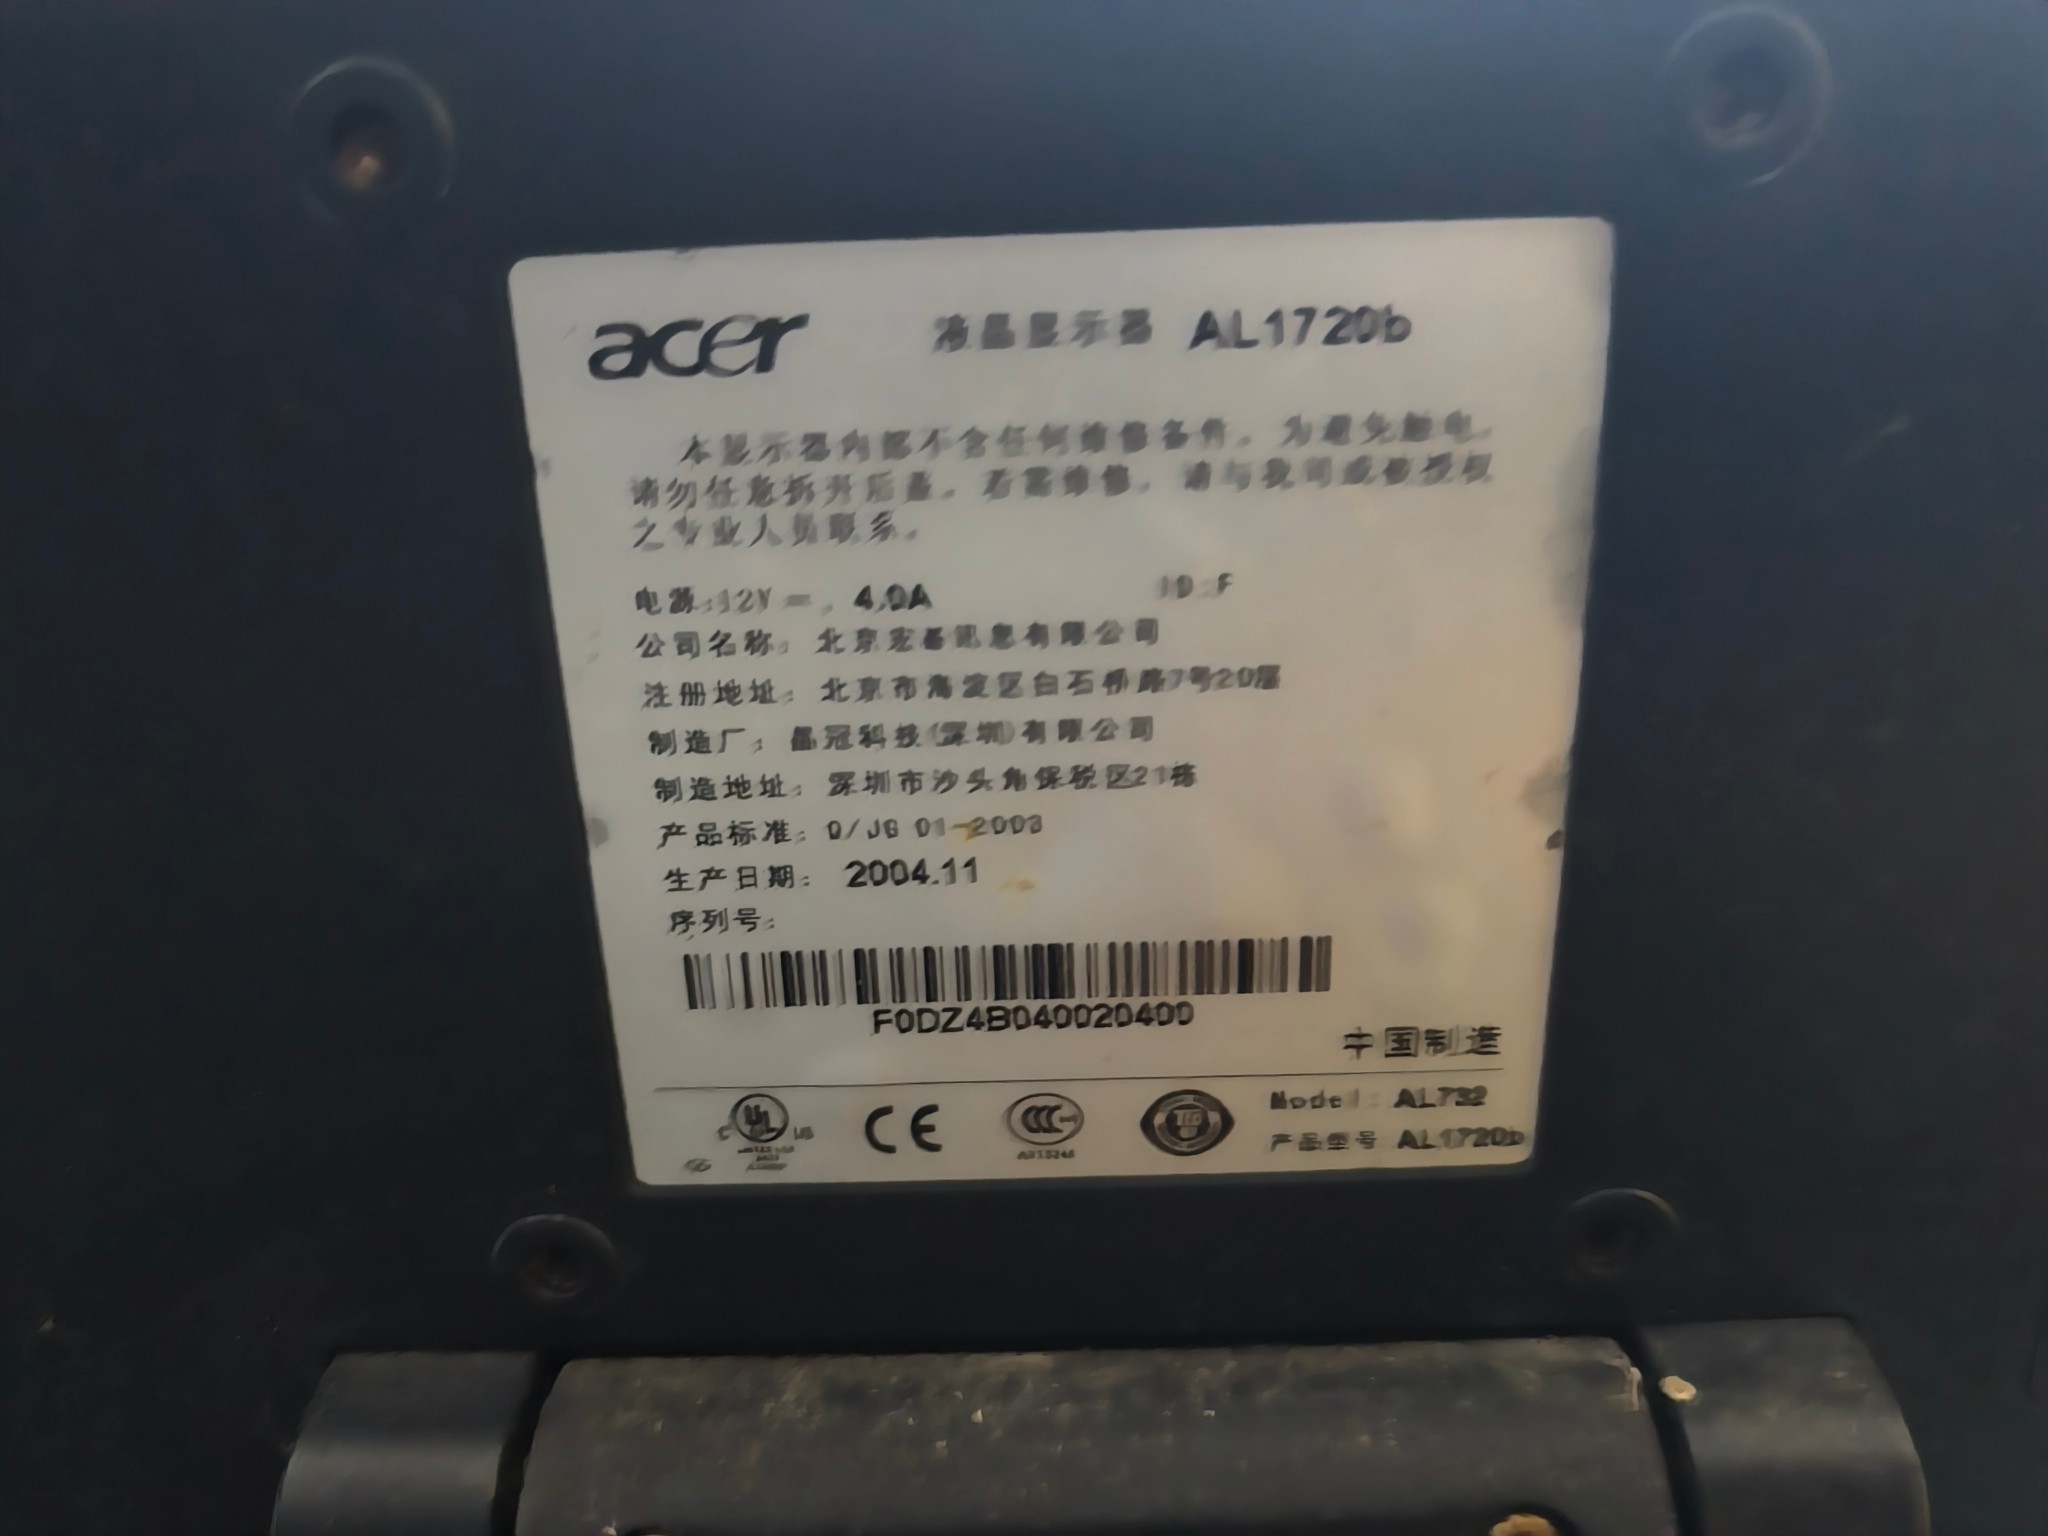 acer 液晶显示器 AL1720b
本显示器内部不含任何维修备件。为避免触电,
请勿任意拆开后盖。若需维修,请与我司或被授权
之专业人员联系。
电源:12V ⎓, 4.0A ID:F
公司名称: 北京宏碁讯息有限公司
注册地址: 北京市海淀区白石桥路7号20层
制造厂: 晶冠科技(深圳)有限公司
制造地址: 深圳市沙头角保税区21栋
产品标准: Q/JG 01-2003
生产日期: 2004.11
序列号:
F0DZ4B040020400
中国制造
Model: AL732
UL C US CE CCC TCO
产品型号 AL1720b